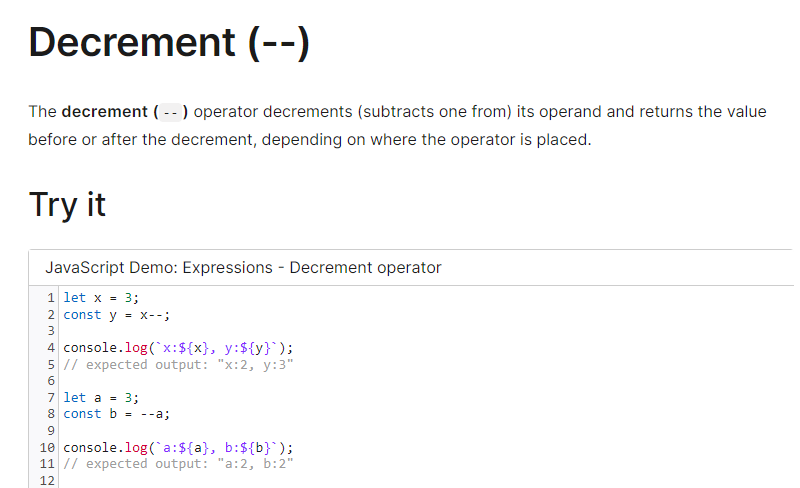 Decrement (--)
The decrement ( -- ) operator decrements (subtracts one from) its operand and returns the value
before or after the decrement, depending on where the operator is placed.
Try it
JavaScript Demo: Expressions - Decrement operator
1 let x = 3;
2 const y = x--;
3
4 console.log(`x:${x}, y:${y}`);
5 // expected output: "x:2, y:3"
6
7 let a = 3;
8 const b = --a;
9
10 console.log(`a:${a}, b:${b}`);
11 // expected output: "a:2, b:2"
12